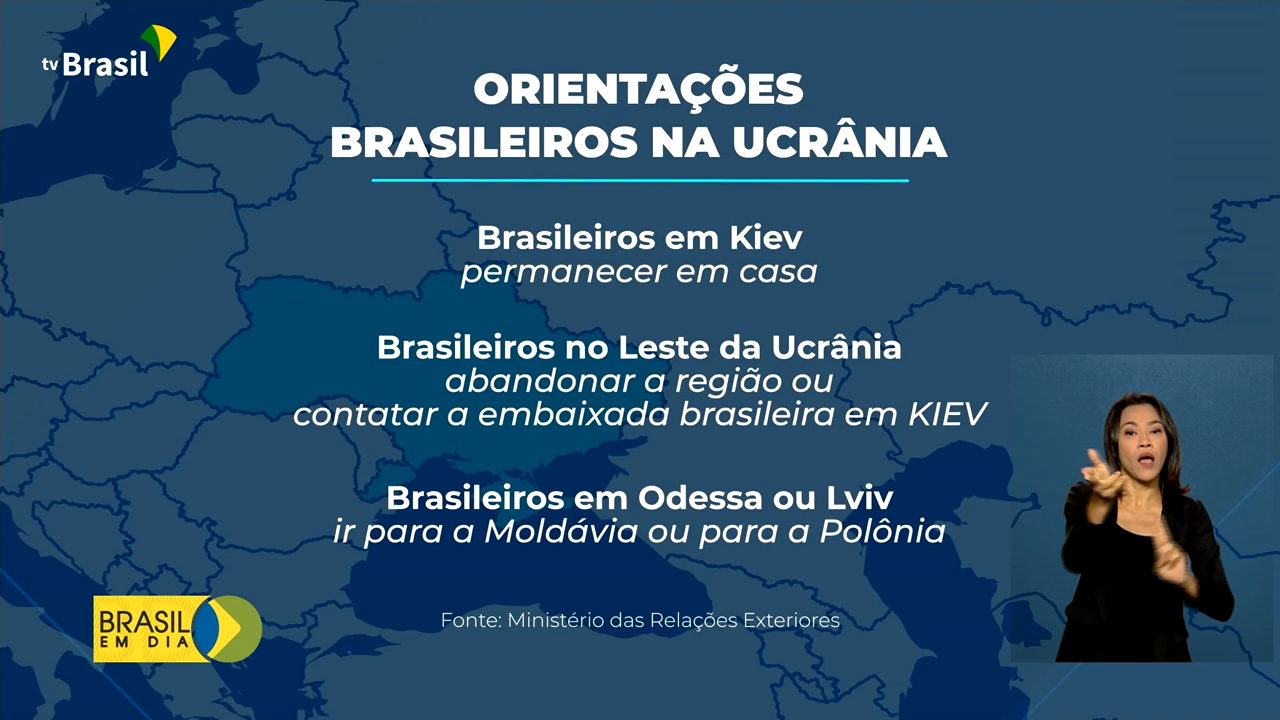 tv Brasil
ORIENTAÇÕES
BRASILEIROS NA UCRÂNIA
Brasileiros em Kiev
permanecer em casa
Brasileiros no Leste da Ucrânia
abandonar a região ou
contatar a embaixada brasileira em KIEV
Brasileiros em Odessa ou Lviv
ir para a Moldávia ou para a Polônia
Fonte: Ministério das Relações Exteriores
BRASIL
EM DIA